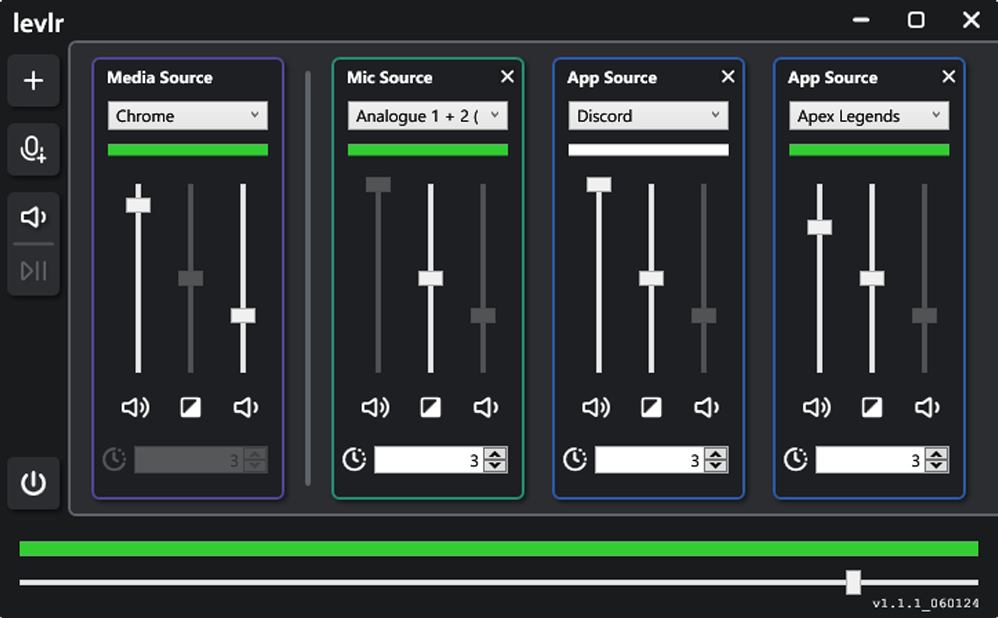 levlr
Media Source
Chrome
3
Mic Source
Analogue 1 + 2 (
3
App Source
Discord
3
App Source
Apex Legends
3
v1.1.1_060124